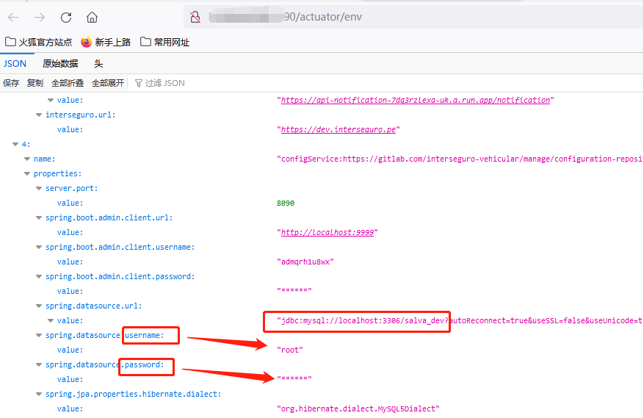 90/actuator/env
火狐官方站点 新手上路 常用网址
JSON 原始数据 头
保存 复制 全部折叠 全部展开 过滤 JSON
value: "https://api-notification-7dq3rzlexa-uk.a.run.app/notification"
interseguro.url:
value: "https://dev.interseguro.pe"
4:
name: "configService:https://gitlab.com/interseguro-vehicular/manage/configuration-reposi
properties:
server.port:
value: 8090
spring.boot.admin.client.url:
value: "http://localhost:9999"
spring.boot.admin.client.username:
value: "admqrh1u8wx"
spring.boot.admin.client.password:
value: "******"
spring.datasource.url:
value: "jdbc:mysql://localhost:3306/salva_dev?autoReconnect=true&useSSL=false&useUnicode=t
spring.datasource.username:
value: "root"
spring.datasource.password:
value: "******"
spring.jpa.properties.hibernate.dialect:
value: "org.hibernate.dialect.MySQL5Dialect"